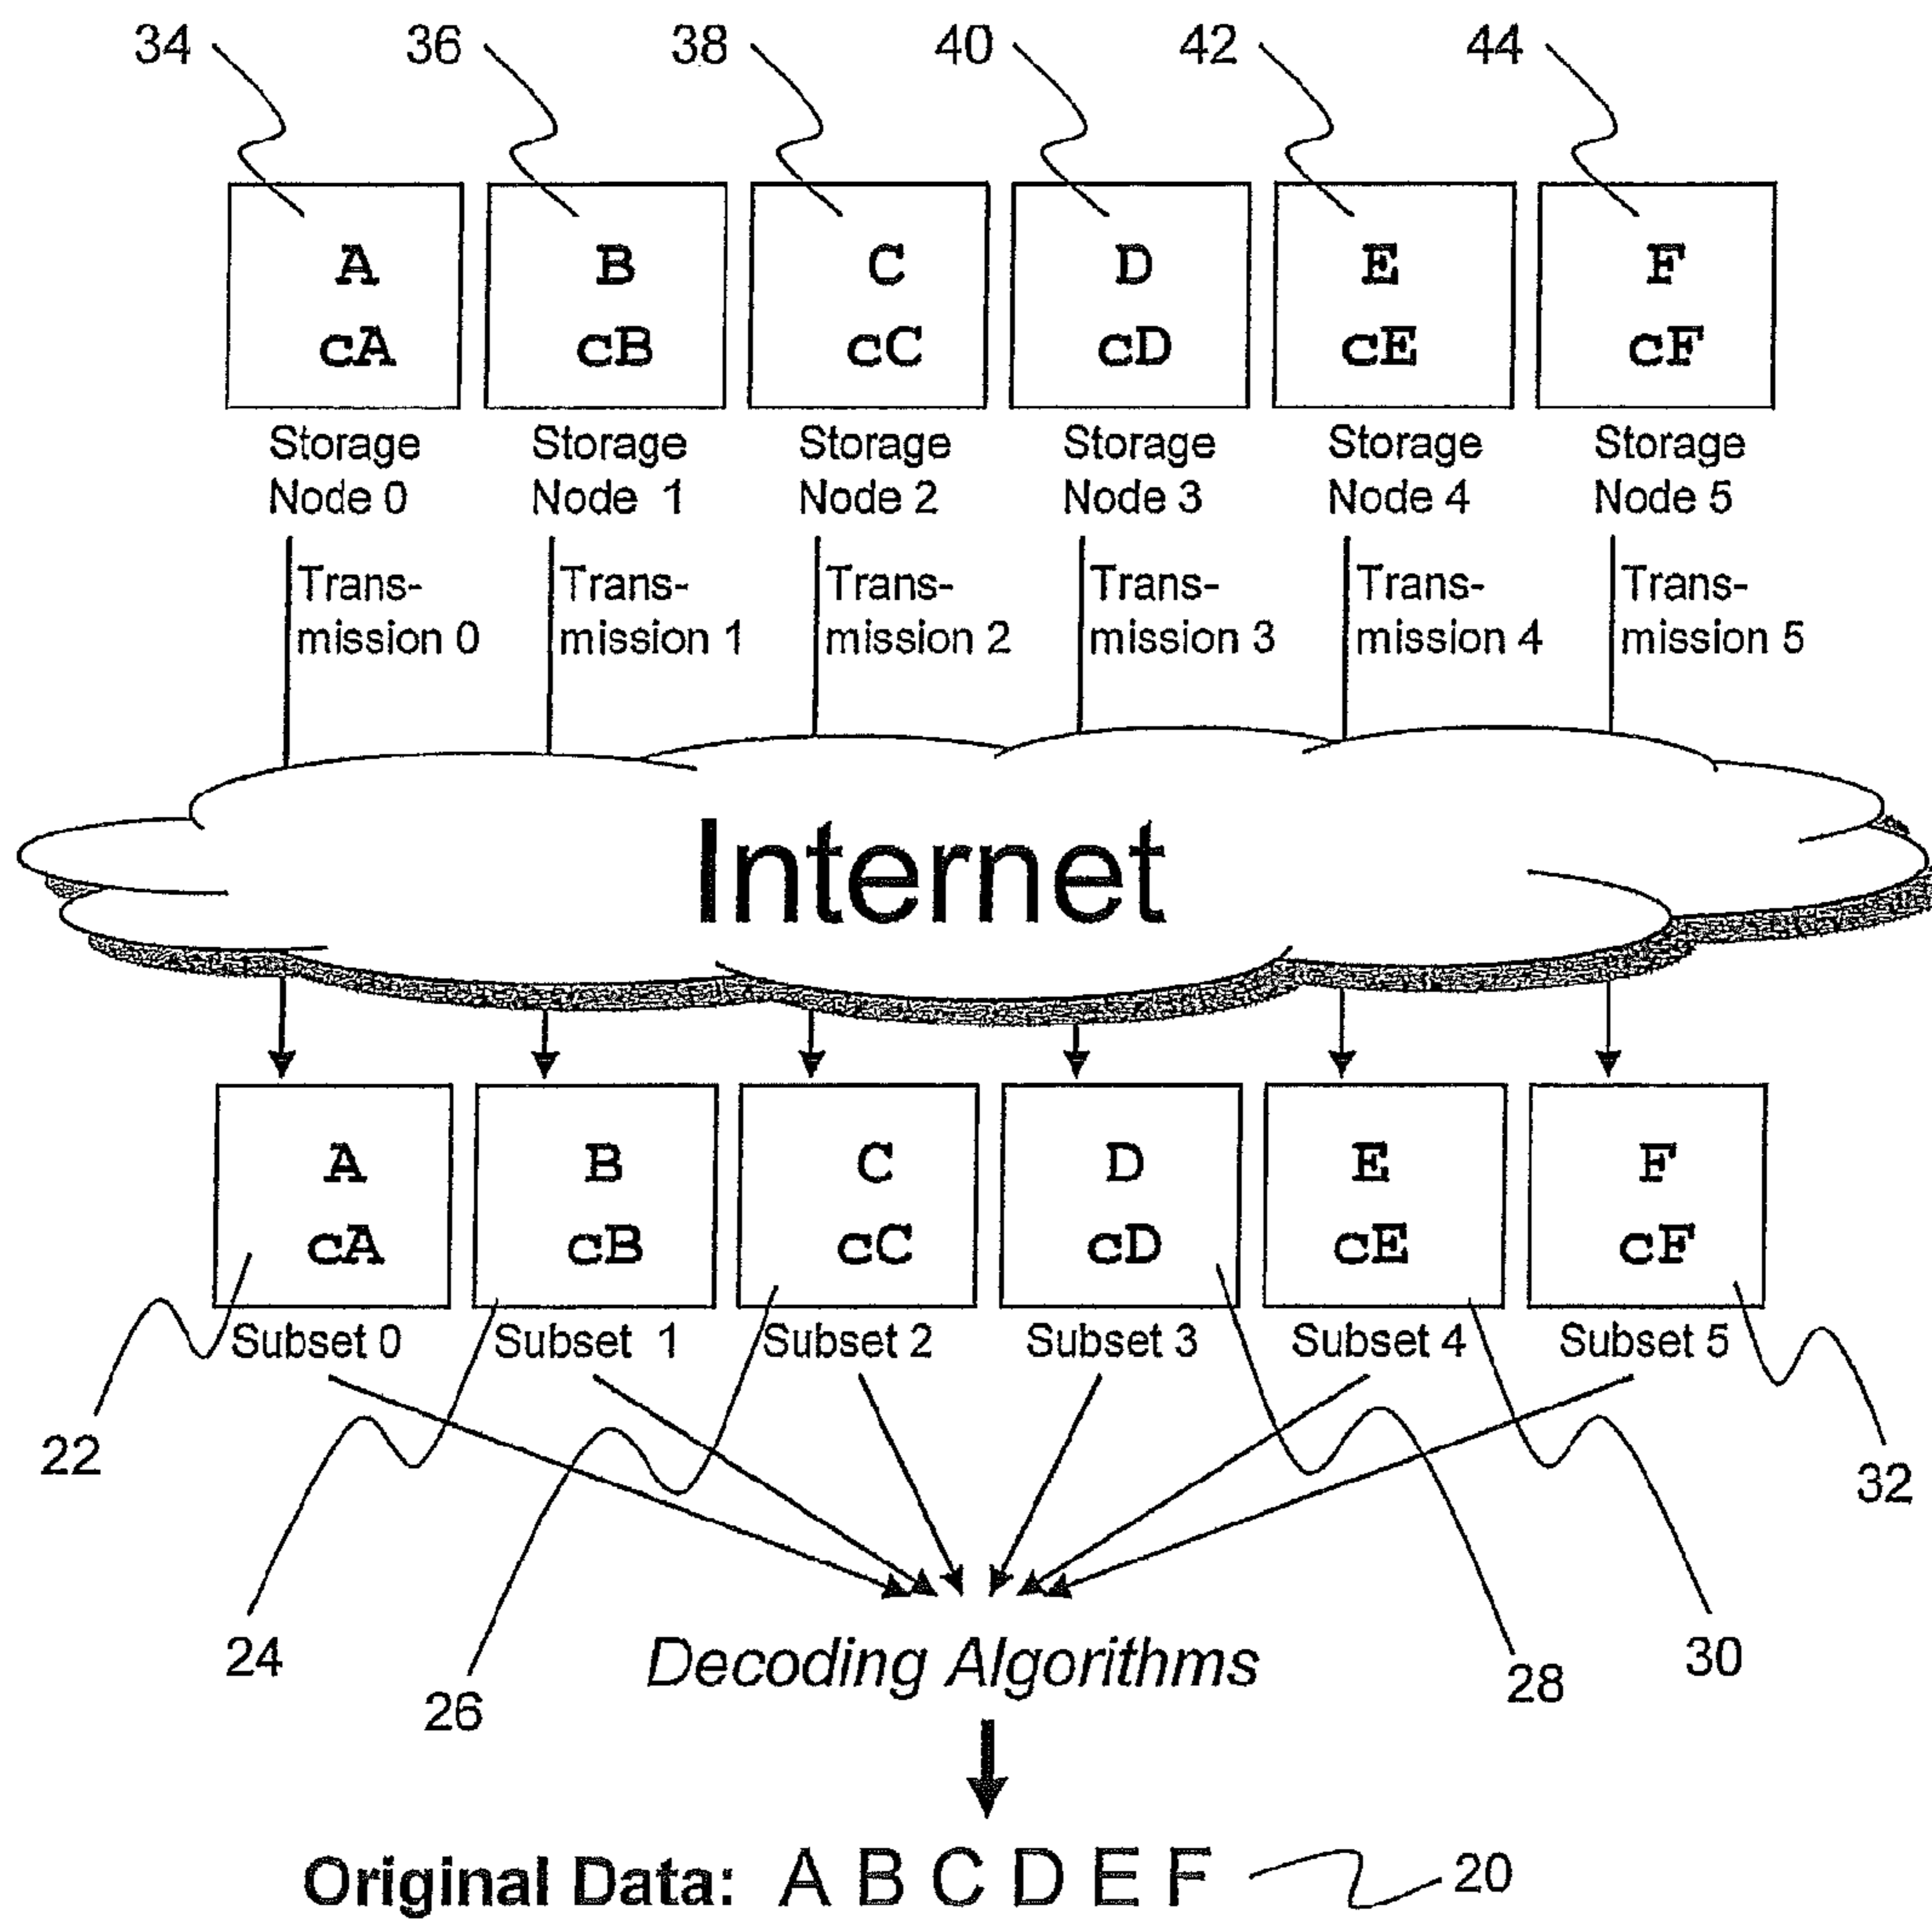 34 36 38 40 42 44
A B C D E F
cA cB cC cD cE cF
Storage Storage Storage Storage Storage Storage
Node 0 Node 1 Node 2 Node 3 Node 4 Node 5
Trans- Trans- Trans- Trans- Trans- Trans-
mission 0 mission 1 mission 2 mission 3 mission 4 mission 5
Internet
A B C D E F
cA cB cC cD cE cF
Subset 0 Subset 1 Subset 2 Subset 3 Subset 4 Subset 5
22 32
24 Decoding Algorithms 30
26 28
Original Data: A B C D E F 20